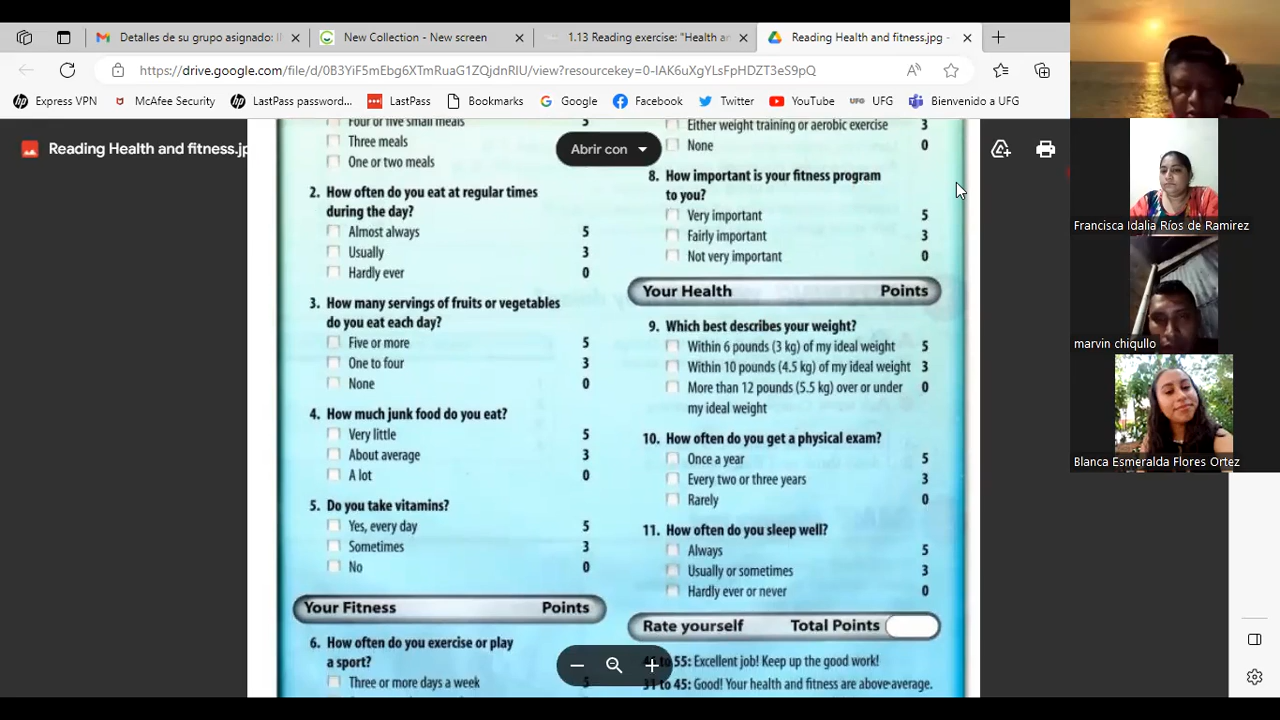 Detalles de su grupo asignado: II
New Collection - New screen
1.13 Reading exercise: "Health ar
Reading Health and fitness.jpg -
https://drive.google.com/file/d/0B3YiF5mEbg6XTmRuaG1ZQjdnRlU/view?resourcekey=0-IAK6uXgYLsFpHDZT3eS9pQ
Express VPN
McAfee Security
LastPass password...
LastPass
Bookmarks
Google
Facebook
Twitter
YouTube
UFG
Bienvenido a UFG
Reading Health and fitness.jp
Abrir con
Four or five small meals 3
Three meals
One or two meals
2. How often do you eat at regular times
during the day?
Almost always 5
Usually 3
Hardly ever 0
3. How many servings of fruits or vegetables
do you eat each day?
Five or more 5
One to four 3
None 0
4. How much junk food do you eat?
Very little 5
About average 3
A lot 0
5. Do you take vitamins?
Yes, every day 5
Sometimes 3
No 0
Your Fitness Points
6. How often do you exercise or play
a sport?
Three or more days a week 5
Either weight training or aerobic exercise 3
None 0
8. How important is your fitness program
to you?
Very important 5
Fairly important 3
Not very important 0
Your Health Points
9. Which best describes your weight?
Within 6 pounds (3 kg) of my ideal weight 5
Within 10 pounds (4.5 kg) of my ideal weight 3
More than 12 pounds (5.5 kg) over or under 0
my ideal weight
10. How often do you get a physical exam?
Once a year 5
Every two or three years 3
Rarely 0
11. How often do you sleep well?
Always 5
Usually or sometimes 3
Hardly ever or never 0
Rate yourself Total Points
to 55: Excellent job! Keep up the good work!
31 to 45: Good! Your health and fitness are above average.
Francisca Idalia Ríos de Ramirez
marvin chiqullo
Blanca Esmeralda Flores Ortez